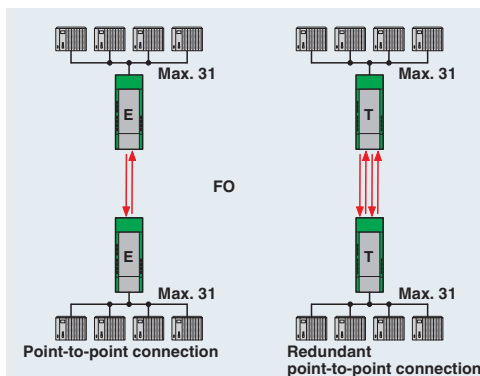 Max. 31 Max. 31
E T
FO
E T
Max. 31 Max. 31
Point-to-point connection Redundant
point-to-point connection